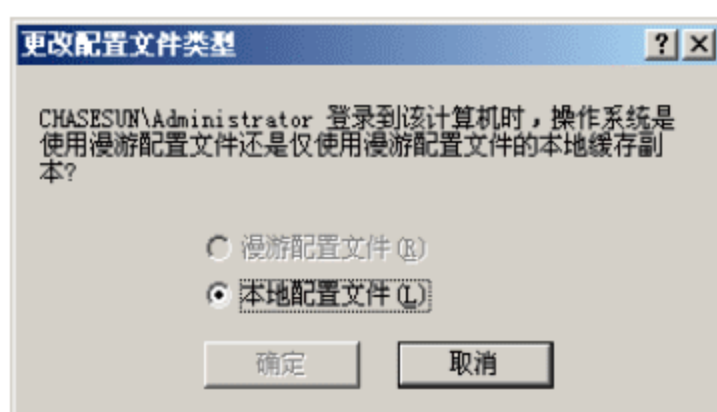 更改配置文件类型
CHASESUN\Administrator 登录到该计算机时，操作系统是
使用漫游配置文件还是仅使用漫游配置文件的本地缓存副
本?
漫游配置文件(R)
本地配置文件(L)
确定 取消